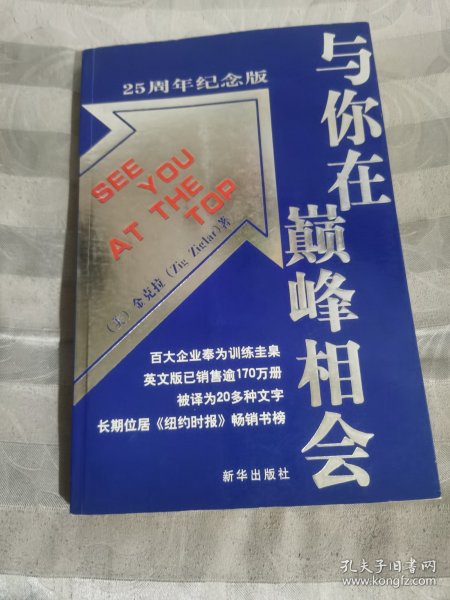 25周年纪念版
与你在巅峰相会
SEE
YOU
AT THE
TOP
(美) 金克拉 (Zig Ziglar) 著
百大企业奉为训练圭臬
英文版已销售逾170万册
被译为20多种文字
长期位居《纽约时报》畅销书榜
新华出版社
孔夫子旧书网
www.kongfz.com